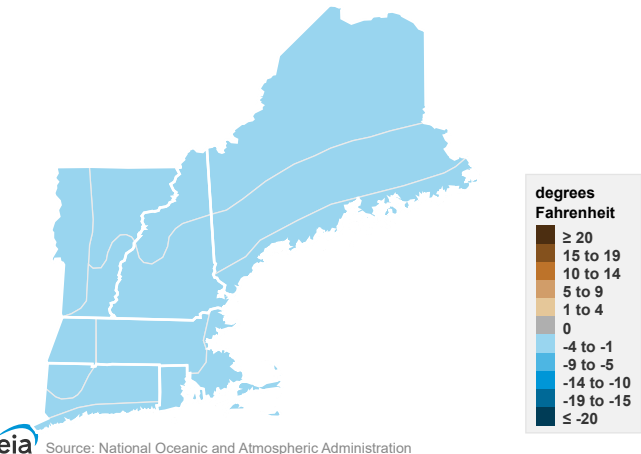 degrees
Fahrenheit
≥ 20
15 to 19
10 to 14
5 to 9
1 to 4
0
-4 to -1
-9 to -5
-14 to -10
-19 to -15
≤ -20
eia Source: National Oceanic and Atmospheric Administration